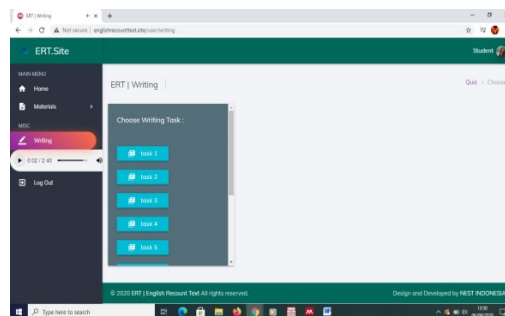 ERT | Writing
Not secure | englishrecounttext.site/user/writing
ERT.Site
Student
MAIN MENU
Home
Materials
MISC
Writing
0:02 / 2:40
Log Out
ERT | Writing
Quiz
Choose Writing Task :
task 1
task 2
task 3
task 4
task 5
© 2020 ERT | English Recount Text All rights reserved.
Design and Developed by NEST INDONESIA
Type here to search
13:50